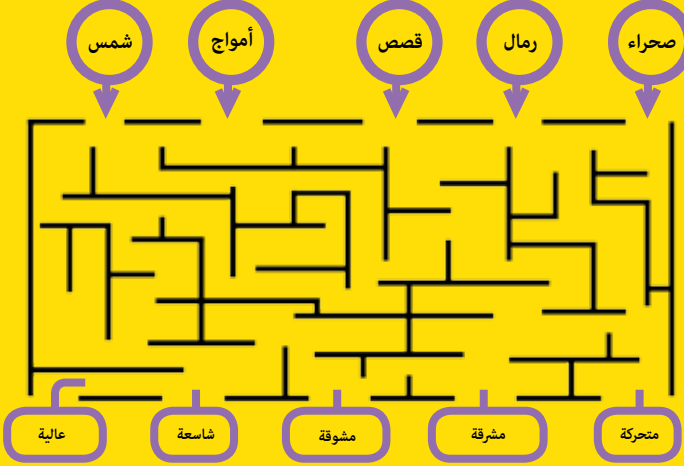 صحراء
رمال
قصص
أمواج
شمس
متحركة
مشرقة
مشوقة
شاسعة
عالية